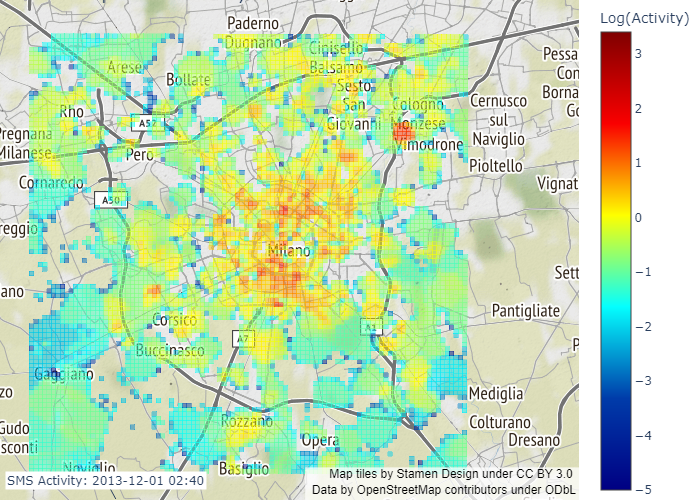 Log(Activity)
Paderno
Dugnano
Cinisello
Balsamo
Sesto
San
Giovanni
Arese
Bollate
Rho
A52
Pero
Pregnana
Milanese
Cornaredo
A50
reggio
Cologno
Monzese
Vimodrone
Cernusco
sul
Naviglio
Pioltello
Pessa
Con
Borna
Go
Vignat
Milano
ano
Corsico
Buccinasco
A7
A1
Gaggiano
zo
Gudo
sconti
Noviglio
Rozzano
Opera
Basiglio
Sett
Pantigliate
P
Mediglia
Colturano
Dresano
3
2
1
0
−1
−2
−3
−4
−5
SMS Activity: 2013-12-01 02:40
Map tiles by Stamen Design under CC BY 3.0
Data by OpenStreetMap contributors under ODbL